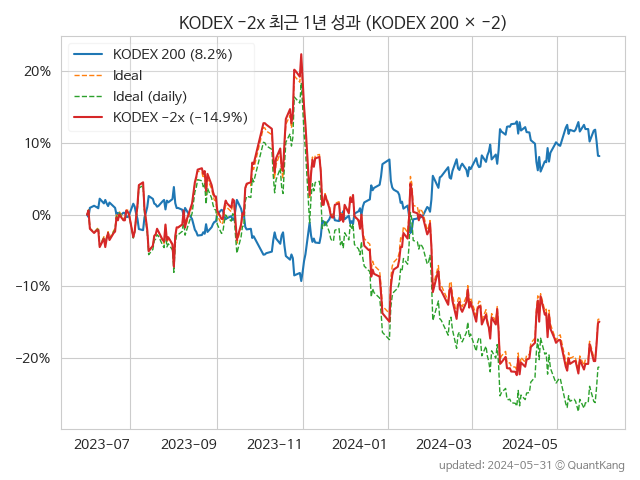 KODEX −2x 최근 1년 성과 (KODEX 200 × −2)
KODEX 200 (8.2%)
Ideal
Ideal (daily)
KODEX −2x (−14.9%)
20%
10%
0%
−10%
−20%
2023-07
2023-09
2023-11
2024-01
2024-03
2024-05
updated: 2024-05-31 © QuantKang